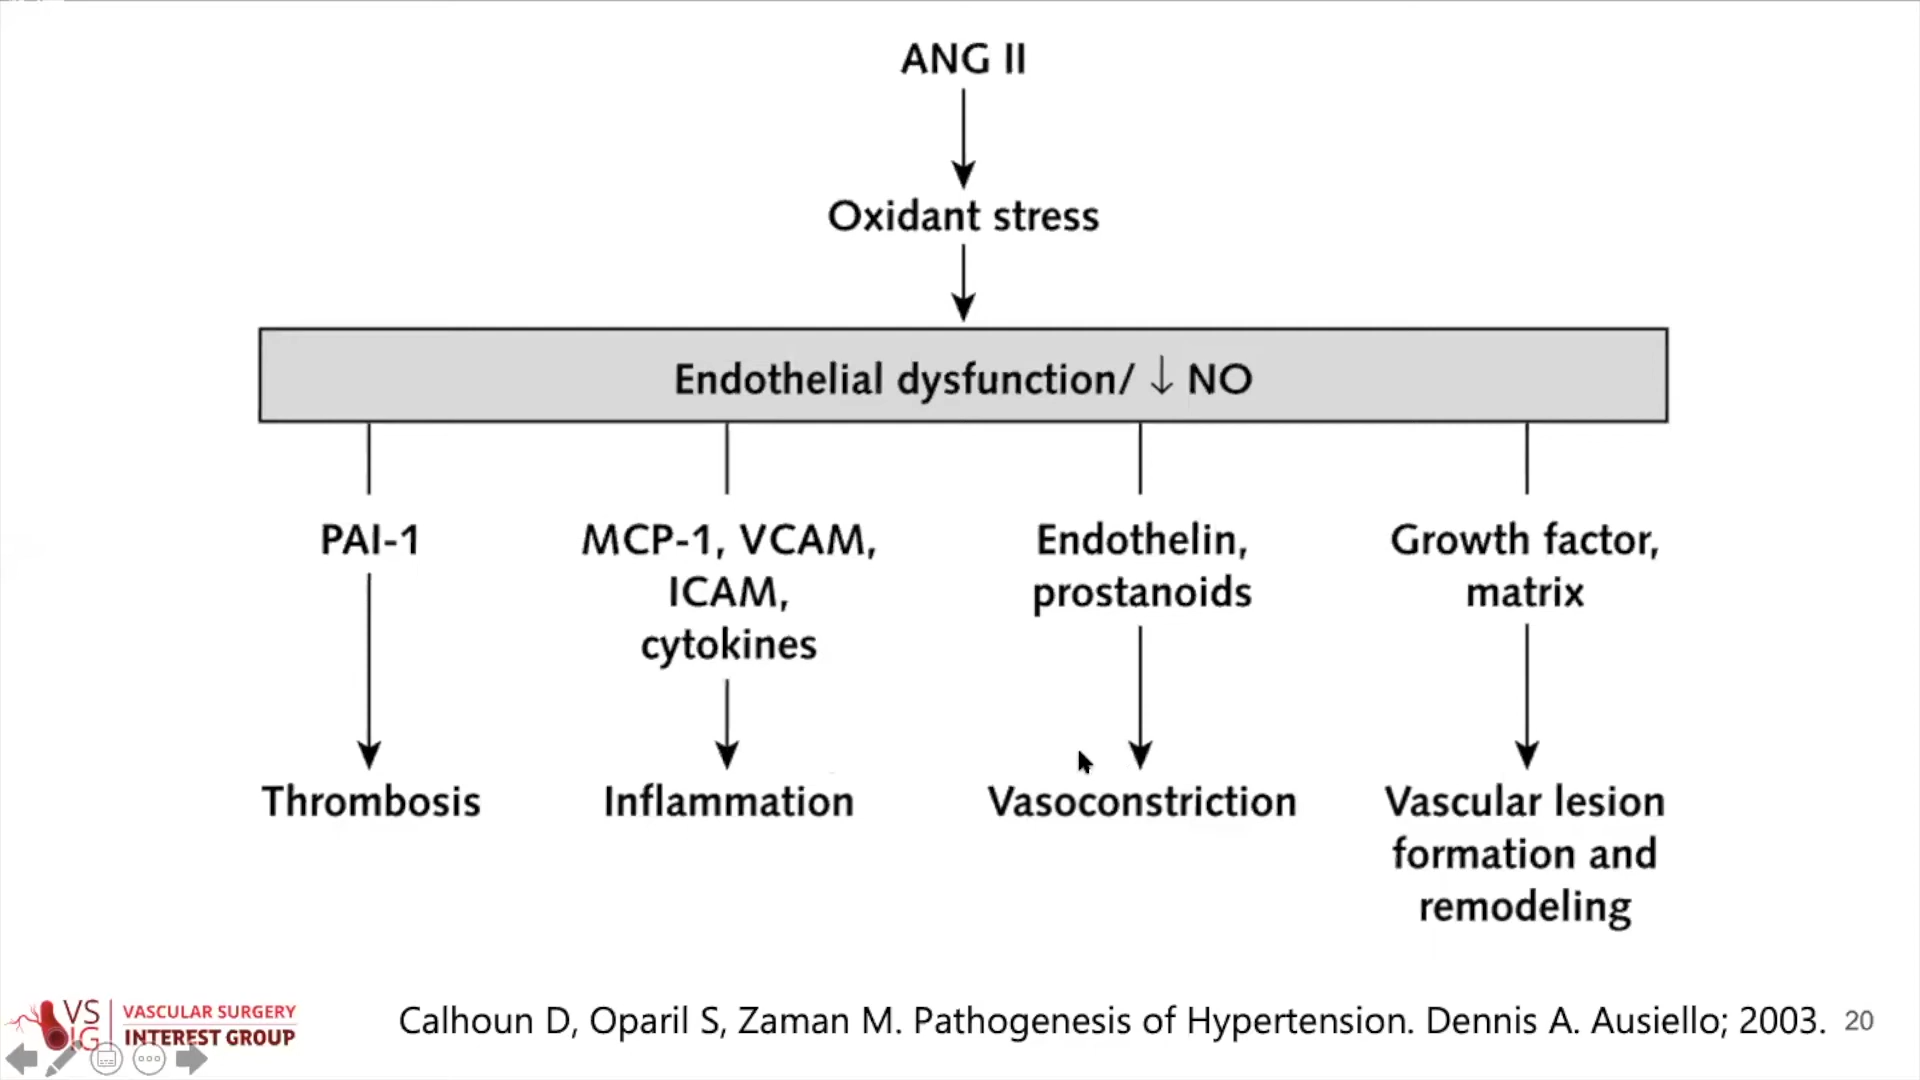 ANG II
Oxidant stress
Endothelial dysfunction/ ↓ NO
PAI-1
MCP-1, VCAM,
ICAM,
cytokines
Endothelin,
prostanoids
Growth factor,
matrix
Thrombosis
Inflammation
Vasoconstriction
Vascular lesion
formation and
remodeling
VS
IG
VASCULAR SURGERY
INTEREST GROUP
Calhoun D, Oparil S, Zaman M. Pathogenesis of Hypertension. Dennis A. Ausiello; 2003.
20